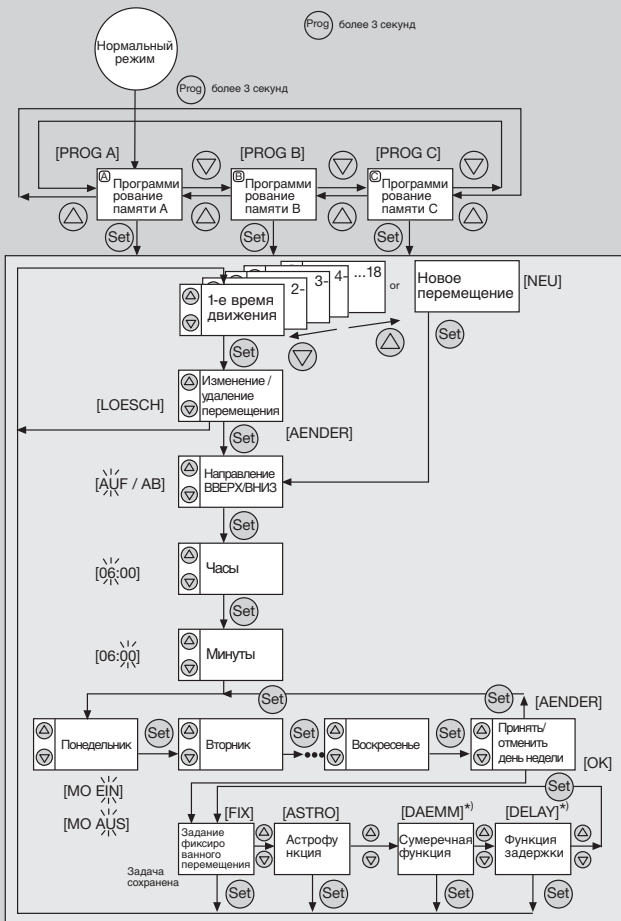 Prog более 3 секунд
Нормальный
режим
Prog более 3 секунд
[PROG A] [PROG B] [PROG C]
A Программи
рование
памяти A
B Программи
рование
памяти B
C Программи
рование
памяти C
Set Set Set
1-е время
движения
2- 3- 4- ...18
or
Новое
перемещение
[NEU]
Set Set
Изменение /
удаление
перемещения
[LOESCH]
Set
[AENDER]
Направление
ВВЕРХ/ВНИЗ
[AUF / AB]
Set
Часы
[06:00]
Set
Минуты
[06:00]
Set Set
[AENDER]
Понедельник
Set
Вторник
Set
•••
Воскресенье
Set
Принять/
отменить
день недели
[MO EIN]
[MO AUS]
[OK]
Set
[FIX] [ASTRO] [DAEMM]*) [DELAY]*)
Задание
фиксиро
ванного
перемещения
Астрофу
нкция
Сумеречная
функция
Функция
задержки
Задача
сохранена
Set Set Set Set